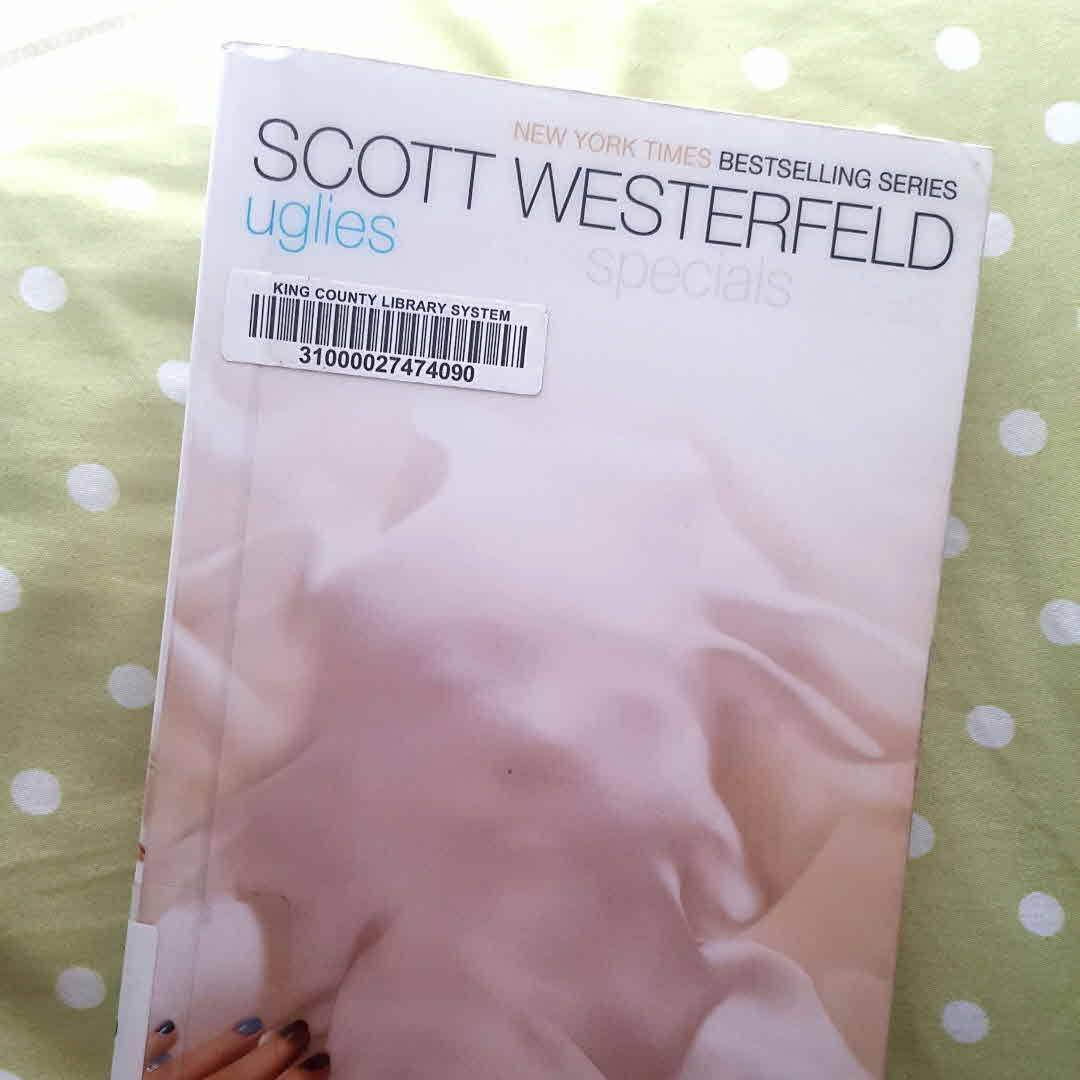 NEW YORK TIMES BESTSELLING SERIES
SCOTT WESTERFELD
uglies
specials
KING COUNTY LIBRARY SYSTEM
31000027474090